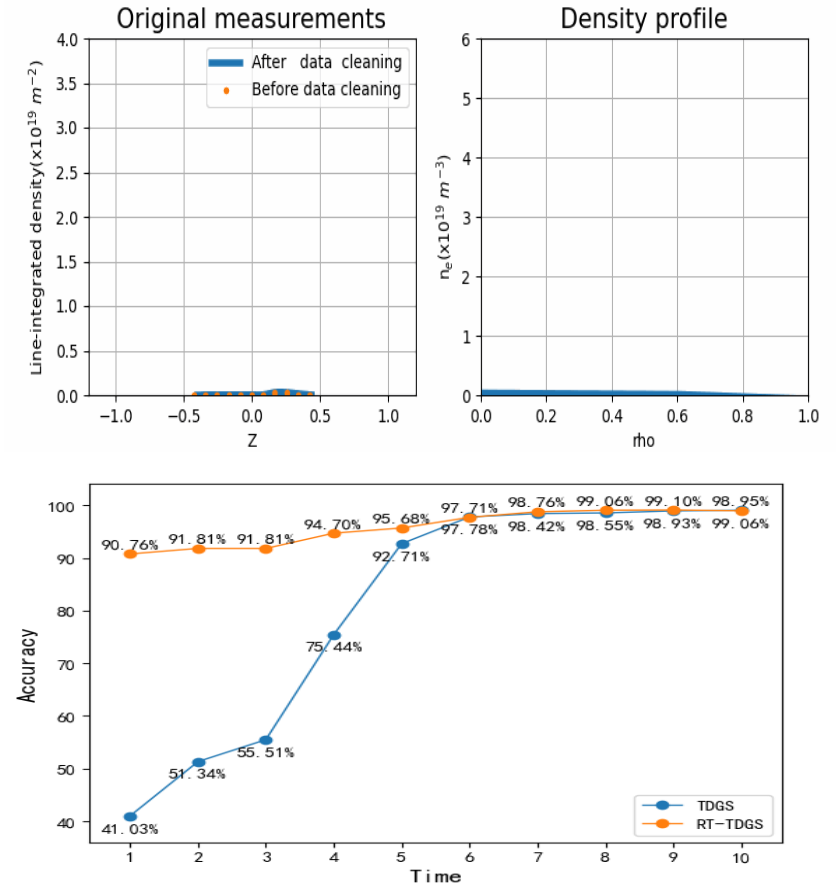 Original measurements
Density profile
4.0
3.5
3.0
2.5
2.0
1.5
1.0
0.5
0.0
Line-integrated density(x10¹⁹ m⁻²)
After data cleaning
Before data cleaning
−1.0 −0.5 0.0 0.5 1.0
Z
6
5
4
3
2
1
0
nₑ(x10¹⁹ m⁻³)
0.0 0.2 0.4 0.6 0.8 1.0
rho
100
90
80
70
60
50
40
Accuracy
90.76% 91.81% 91.81% 94.70% 95.68% 97.71% 98.76% 99.06% 99.10% 98.95%
41.03% 51.34% 55.51% 75.44% 92.71% 97.78% 98.42% 98.55% 98.93% 99.06%
TDGS
RT-TDGS
1 2 3 4 5 6 7 8 9 10
Time